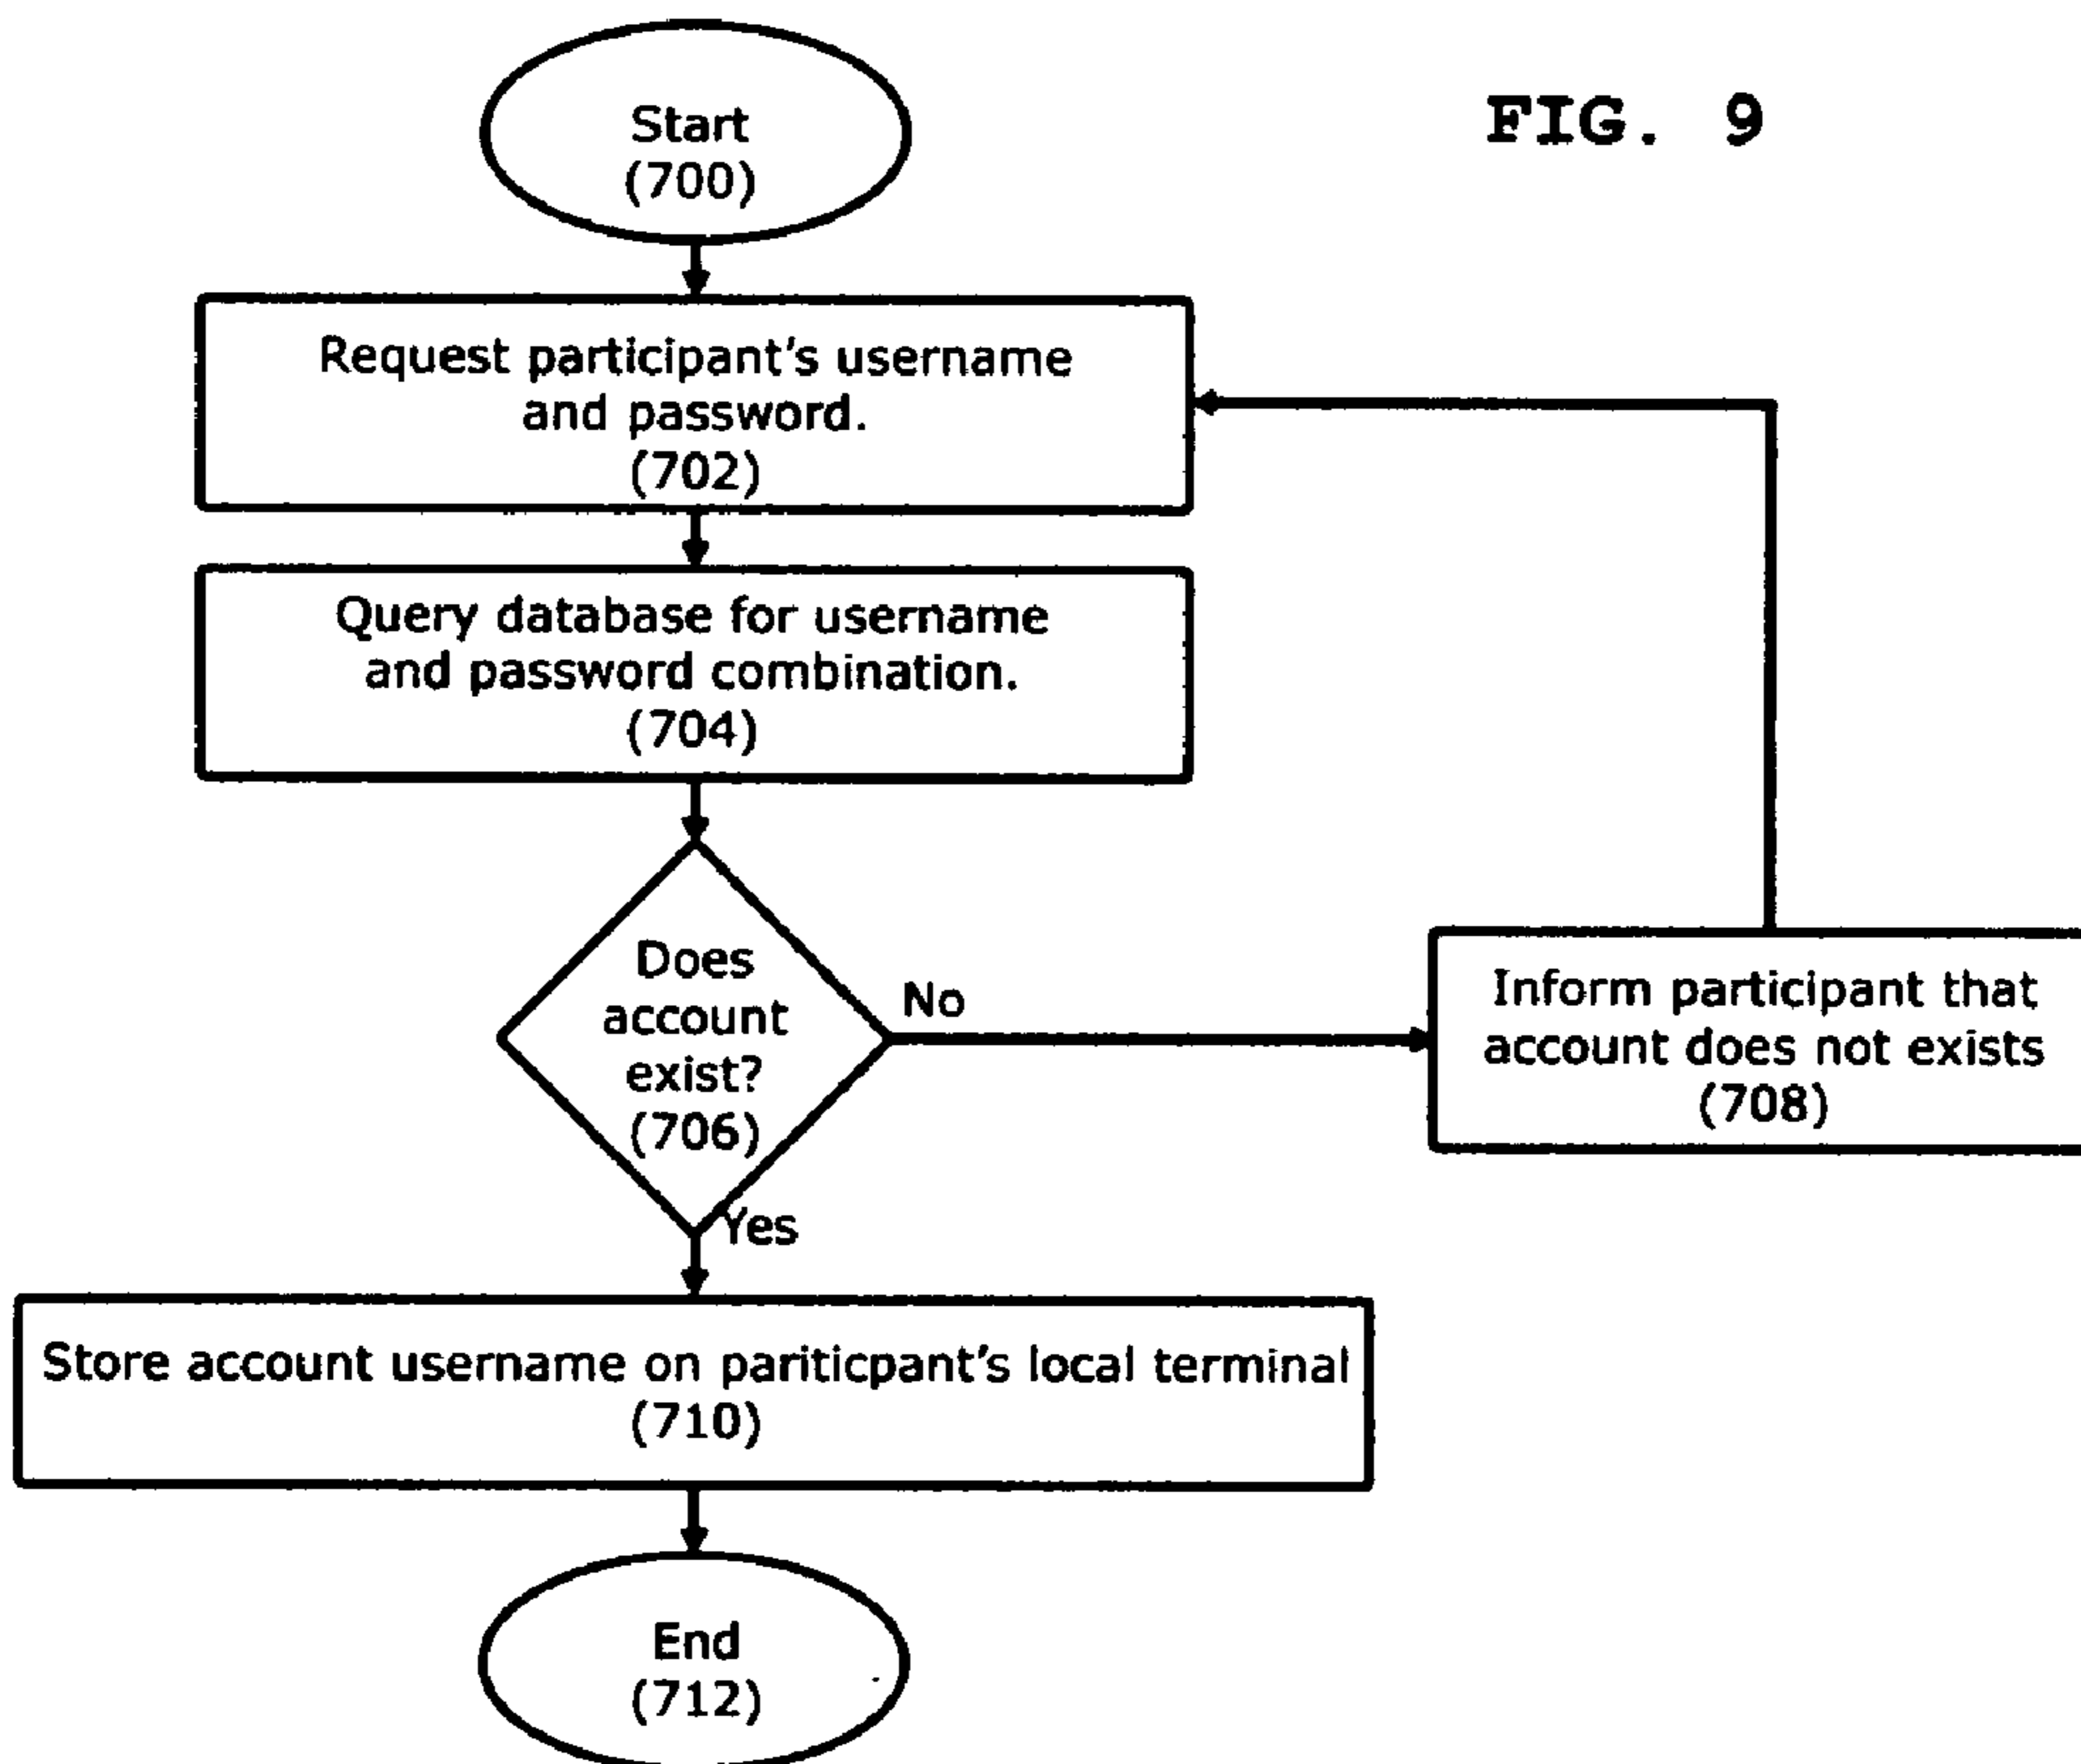 FIG. 9
Start
(700)
Request participant's username
and password.
(702)
Query database for username
and password combination.
(704)
Does
account
exist?
(706)
No
Inform participant that
account does not exists
(708)
Yes
Store account username on pariticpant's local terminal
(710)
End
(712)